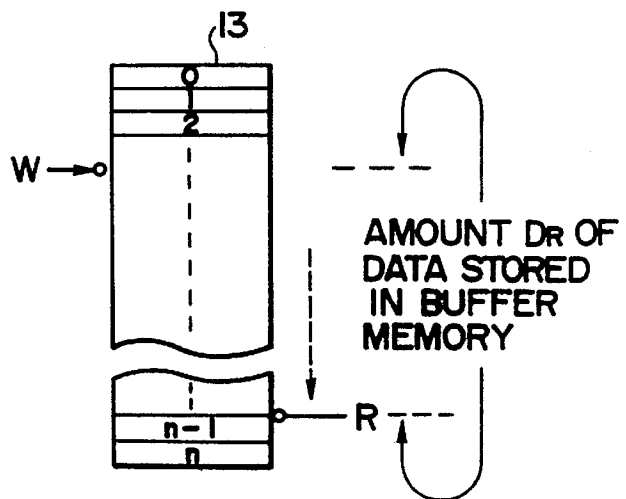 13
0
1
2
W
AMOUNT DR OF
DATA STORED
IN BUFFER
MEMORY
R
n-1
n